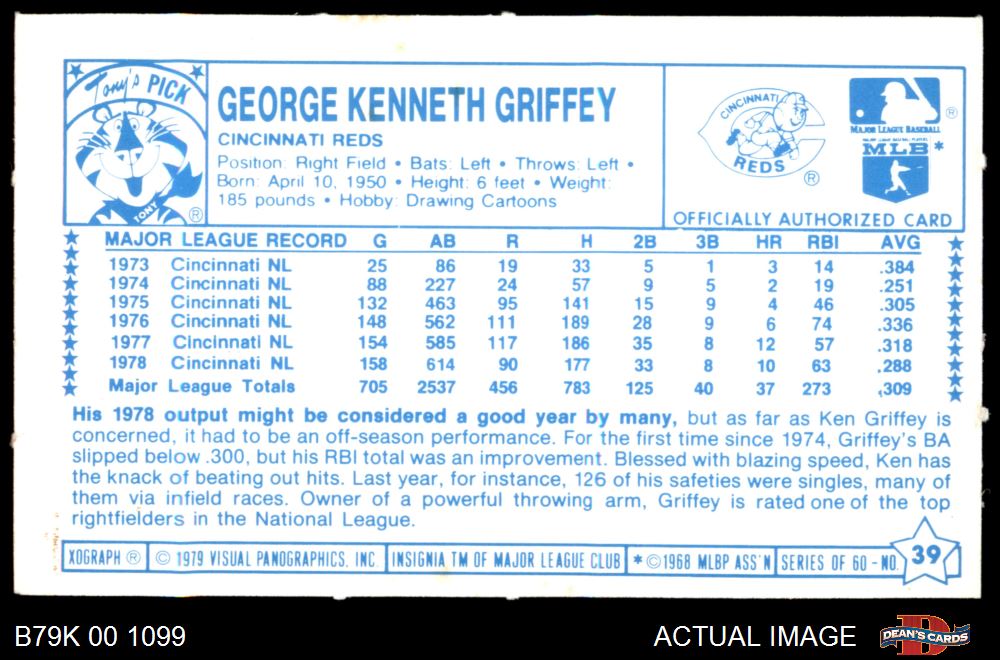 Tony's PICK
TONY ®
GEORGE KENNETH GRIFFEY
CINCINNATI REDS
Position: Right Field • Bats: Left • Throws: Left •
Born: April 10, 1950 • Height: 6 feet • Weight:
185 pounds • Hobby: Drawing Cartoons
CINCINNATI
REDS ®
®
MAJOR LEAGUE BASEBALL
MAJOR LEAGUE BASEBALL PLAYERS
MLB *
OFFICIALLY AUTHORIZED CARD
MAJOR LEAGUE RECORD G AB R H 2B 3B HR RBI AVG
1973 Cincinnati NL 25 86 19 33 5 1 3 14 .384
1974 Cincinnati NL 88 227 24 57 9 5 2 19 .251
1975 Cincinnati NL 132 463 95 141 15 9 4 46 .305
1976 Cincinnati NL 148 562 111 189 28 9 6 74 .336
1977 Cincinnati NL 154 585 117 186 35 8 12 57 .318
1978 Cincinnati NL 158 614 90 177 33 8 10 63 .288
Major League Totals 705 2537 456 783 125 40 37 273 .309
His 1978 output might be considered a good year by many, but as far as Ken Griffey is
concerned, it had to be an off-season performance. For the first time since 1974, Griffey's BA
slipped below .300, but his RBI total was an improvement. Blessed with blazing speed, Ken has
the knack of beating out hits. Last year, for instance, 126 of his safeties were singles, many of
them via infield races. Owner of a powerful throwing arm, Griffey is rated one of the top
rightfielders in the National League.
XOGRAPH ® © 1979 VISUAL PANOGRAPHICS, INC. INSIGNIA TM OF MAJOR LEAGUE CLUB * ©1968 MLBP ASS'N SERIES OF 60 - NO. 39
B79K 00 1099
ACTUAL IMAGE
DEAN'S CARDS